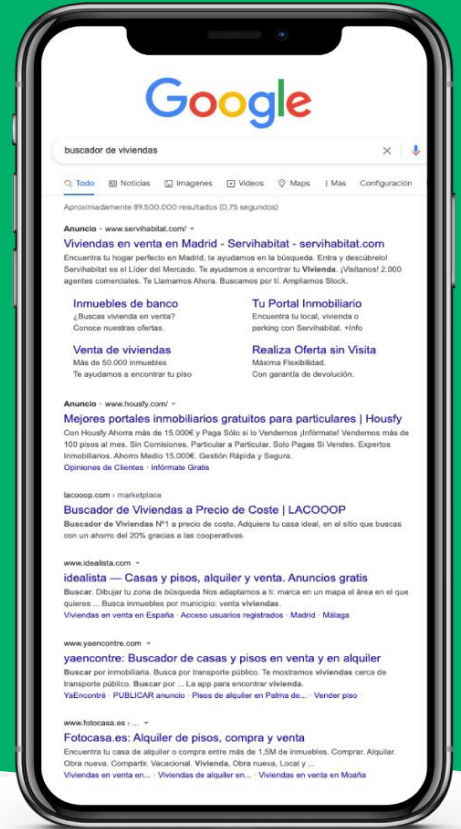 Google
buscador de viviendas
Todo Noticias Imágenes Vídeos Maps Más Configuración
Aproximadamente 89.500.000 resultados (0,75 segundos)
Anuncio · www.servihabitat.com/
Viviendas en venta en Madrid - Servihabitat - servihabitat.com
Encuentra tu hogar perfecto en Madrid, te ayudamos en la búsqueda. Entra y descúbrelo!
Servihabitat es el Líder del Mercado. Te ayudamos a encontrar tu Vivienda. ¡Visítanos! 2.000
agentes comerciales. Te Llamamos Ahora. Buscamos por tí. Ampliamos Stock.
Inmuebles de banco
¿Buscas vivienda en venta?
Conoce nuestras ofertas.
Tu Portal Inmobiliario
Encuentra tu local, vivienda o
parking con Servihabitat. +Info
Venta de viviendas
Más de 50.000 inmuebles
Te ayudamos a encontrar tu piso
Realiza Oferta sin Visita
Máxima Flexibilidad.
Con garantía de devolución.
Anuncio · www.housfy.com/
Mejores portales inmobiliarios gratuitos para particulares | Housfy
Con Housfy Ahorra más de 15.000€ y Paga Sólo si lo Vendemos ¡Infórmate! Vendemos más de
100 pisos al mes. Sin Comisiones. Particular a Particular. Solo Pagas Si Vendes. Expertos
Inmobiliarios. Ahorro Medio 15.000€. Gestión Rápida y Segura.
Opiniones de Clientes · Infórmate Gratis
lacooop.com › marketplace
Buscador de Viviendas a Precio de Coste | LACOOOP
Buscador de Viviendas Nº1 a precio de coste. Adquiere tu casa ideal, en el sitio que buscas
con un ahorro del 20% gracias a las cooperativas.
www.idealista.com
idealista — Casas y pisos, alquiler y venta. Anuncios gratis
Buscar. Dibujar tu zona de búsqueda Nos adaptamos a ti: marca en un mapa el área en el que
quieres ... Busca inmuebles por municipio: venta viviendas.
Viviendas en venta en España · Acceso usuarios registrados · Madrid · Málaga
www.yaencontre.com
yaencontre: Buscador de casas y pisos en venta y en alquiler
Buscar por inmobiliaria. Busca por transporte público. Te mostramos viviendas cerca de
transporte público. Buscar por ... La app para encontrar vivienda.
YaEncontré · PUBLICAR anuncio · Pisos de alquiler en Palma de... · Vender piso
www.fotocasa.es › ...
Fotocasa.es: Alquiler de pisos, compra y venta
Encuentra tu casa de alquiler o compra entre más de 1,5M de inmuebles. Comprar. Alquilar.
Obra nueva. Compartir. Vacacional. Vivienda, Obra nueva, Local y ...
Viviendas en venta en... · Viviendas de alquiler en... · Viviendas en venta en Moaña